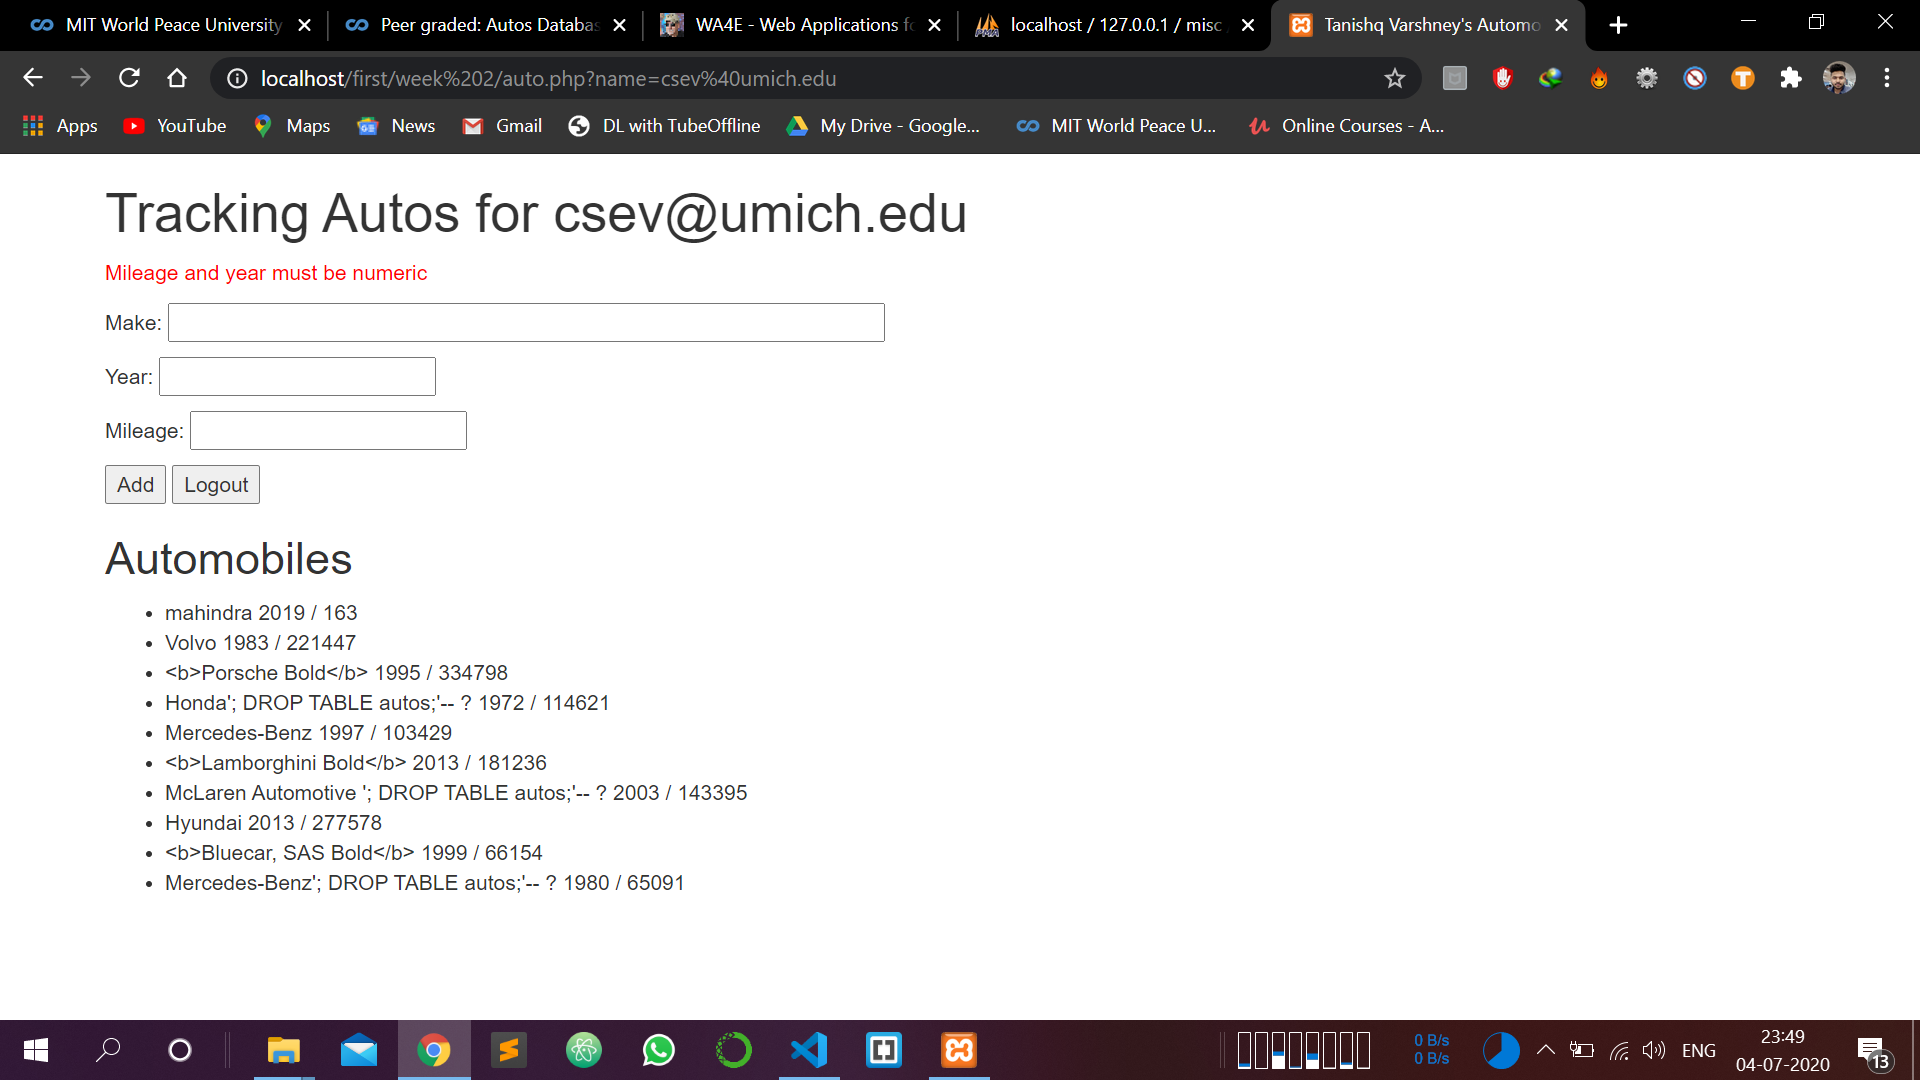 MIT World Peace University
Peer graded: Autos Databas
WA4E - Web Applications fo
localhost / 127.0.0.1 / misc
Tanishq Varshney's Automo
localhost/first/week%202/auto.php?name=csev%40umich.edu
Apps
YouTube
Maps
News
Gmail
DL with TubeOffline
My Drive - Google...
MIT World Peace U...
Online Courses - A...
Tracking Autos for csev@umich.edu
Mileage and year must be numeric
Make:
Year:
Mileage:
Add Logout
Automobiles
• mahindra 2019 / 163
• Volvo 1983 / 221447
• <b>Porsche Bold</b> 1995 / 334798
• Honda'; DROP TABLE autos;'-- ? 1972 / 114621
• Mercedes-Benz 1997 / 103429
• <b>Lamborghini Bold</b> 2013 / 181236
• McLaren Automotive '; DROP TABLE autos;'-- ? 2003 / 143395
• Hyundai 2013 / 277578
• <b>Bluecar, SAS Bold</b> 1999 / 66154
• Mercedes-Benz'; DROP TABLE autos;'-- ? 1980 / 65091
0 B/s
0 B/s
ENG
23:49
04-07-2020
13